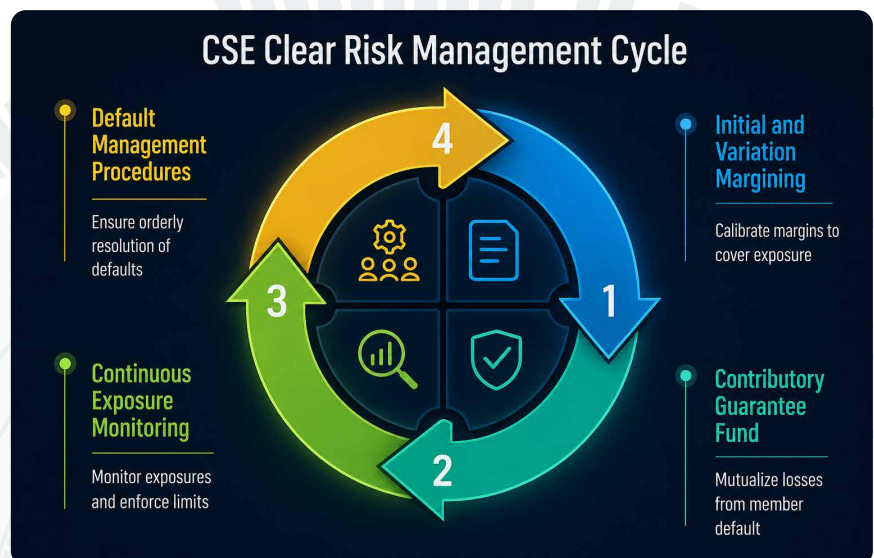 CSE Clear Risk Management Cycle
Default
Management
Procedures
Ensure orderly
resolution of
defaults
4
Initial and
Variation
Margining
Calibrate margins to
cover exposure
3
1
Continuous
Exposure
Monitoring
Monitor exposures
and enforce limits
2
Contributory
Guarantee
Fund
Mutualize losses
from member
default